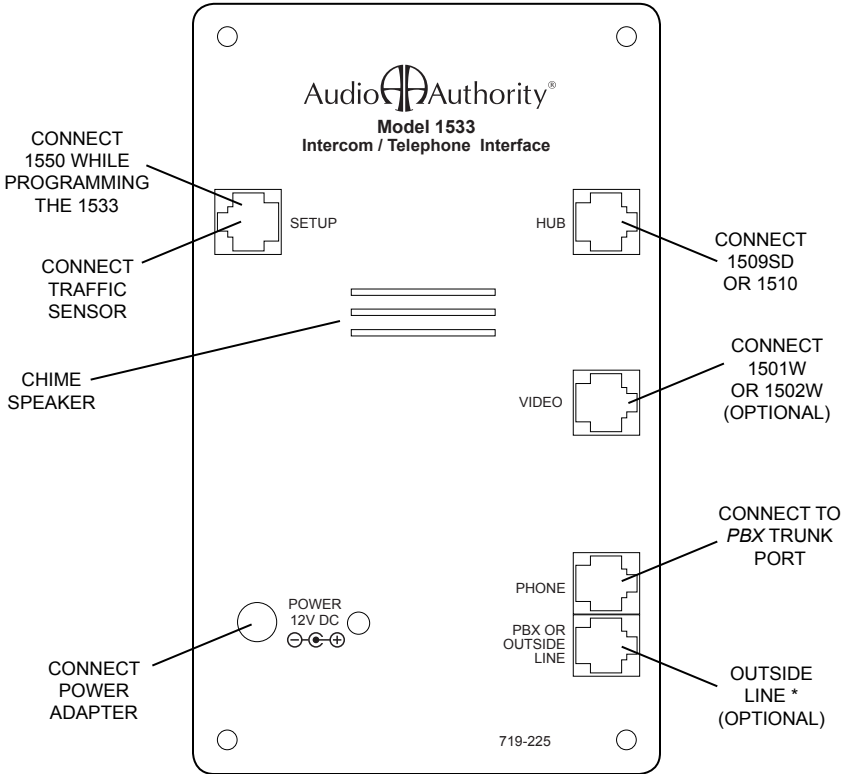 Audio Authority®
Model 1533
Intercom / Telephone Interface
CONNECT
1550 WHILE
PROGRAMMING
THE 1533
SETUP
HUB
CONNECT
TRAFFIC
SENSOR
CONNECT
1509SD
OR 1510
CHIME
SPEAKER
VIDEO
CONNECT
1501W
OR 1502W
(OPTIONAL)
CONNECT TO
PBX TRUNK
PORT
PHONE
POWER
12V DC
PBX OR
OUTSIDE
LINE
CONNECT
POWER
ADAPTER
OUTSIDE
LINE *
(OPTIONAL)
719-225